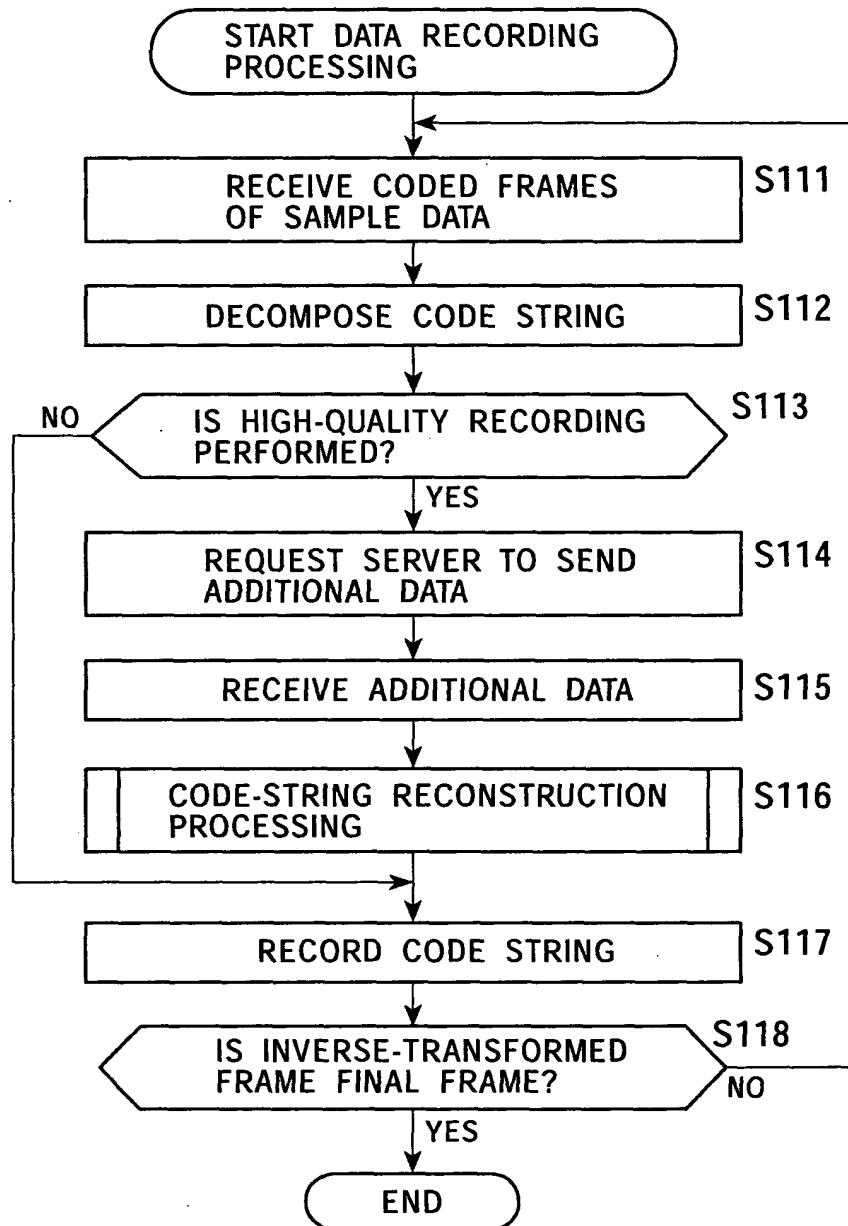 START DATA RECORDING
PROCESSING
RECEIVE CODED FRAMES
OF SAMPLE DATA
S111
DECOMPOSE CODE STRING
S112
NO
IS HIGH-QUALITY RECORDING
PERFORMED?
S113
YES
REQUEST SERVER TO SEND
ADDITIONAL DATA
S114
RECEIVE ADDITIONAL DATA
S115
CODE-STRING RECONSTRUCTION
PROCESSING
S116
RECORD CODE STRING
S117
IS INVERSE-TRANSFORMED
FRAME FINAL FRAME?
S118
NO
YES
END